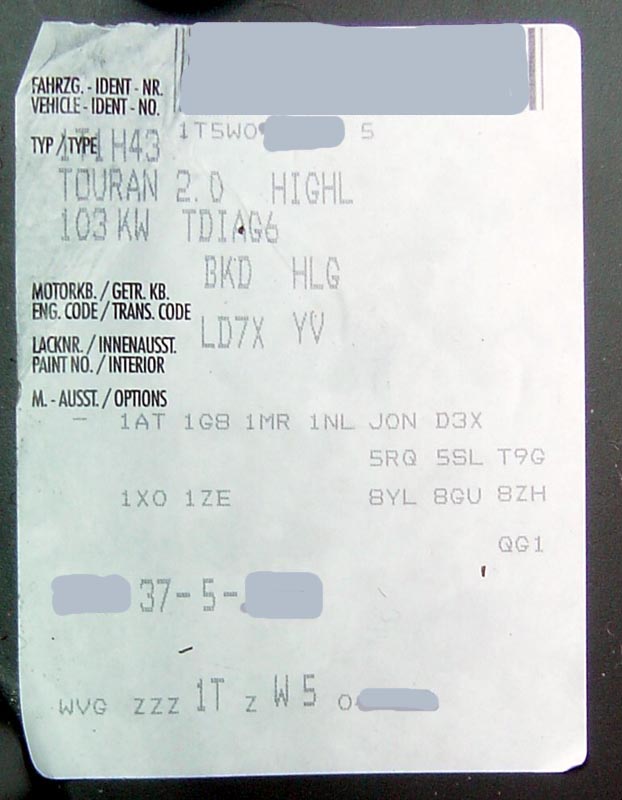 FAHRZG. - IDENT - NR.
VEHICLE - IDENT - NO.
1T5W0 5
TYP / TYPE 1T1H43
TOURAN 2.0 HIGHL
103 KW TDIAG6
BKD HLG
MOTORKB. / GETR. KB.
ENG. CODE / TRANS. CODE
LD7X YV
LACKNR. / INNENAUSST.
PAINT NO. / INTERIOR
M. - AUSST. / OPTIONS
- 1AT 1G8 1MR 1NL J0N D3X
5RQ 5SL T9G
1X0 1ZE 8YL 8GU 8ZH
QG1
37-5-
WVG ZZZ 1T Z W 5 0